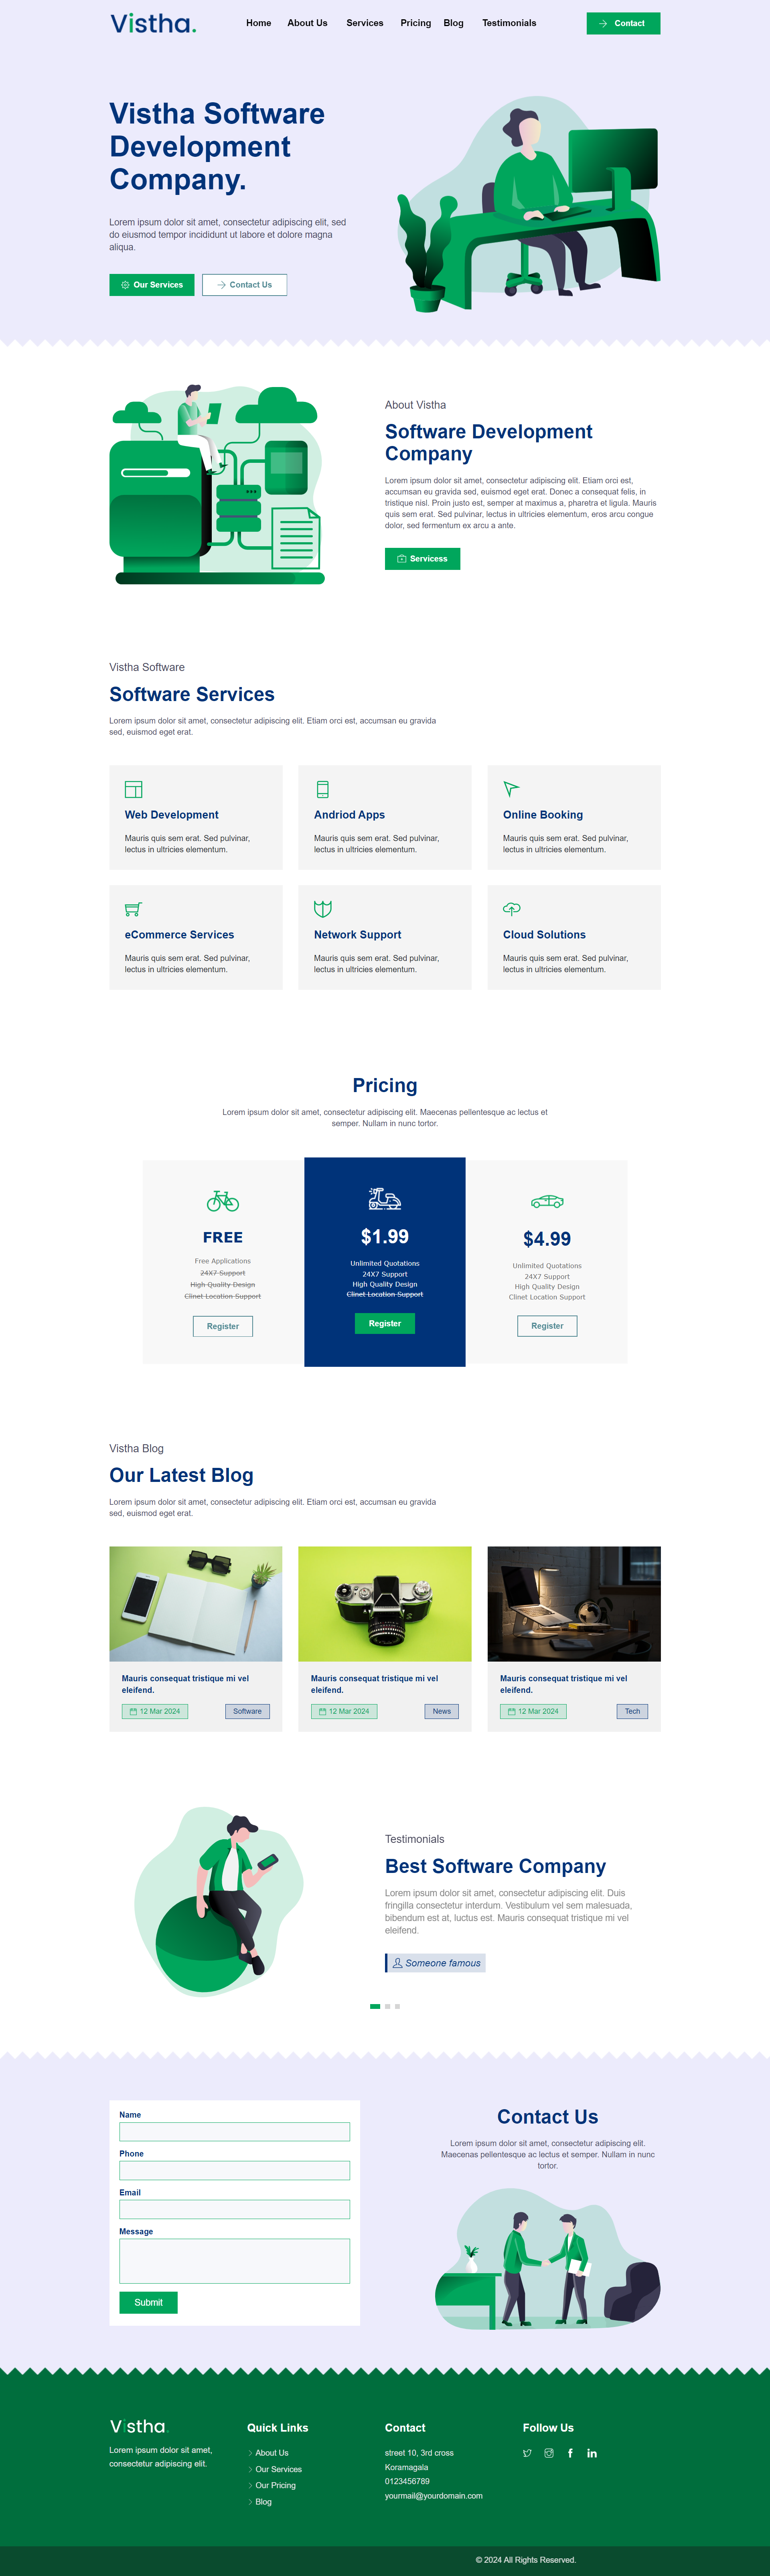 Vistha.
Home About Us Services Pricing Blog Testimonials
Contact
Vistha Software
Development
Company.
Lorem ipsum dolor sit amet, consectetur adipiscing elit, sed
do eiusmod tempor incididunt ut labore et dolore magna
aliqua.
Our Services
Contact Us
About Vistha
Software Development
Company
Lorem ipsum dolor sit amet, consectetur adipiscing elit. Etiam orci est,
accumsan eu gravida sed, euismod eget erat. Donec a consequat felis, in
tristique nisl. Proin justo est, semper at maximus a, pharetra et ligula. Mauris
quis sem erat. Sed pulvinar, lectus in ultricies elementum, eros arcu congue
dolor, sed fermentum ex arcu a ante.
Servicess
Vistha Software
Software Services
Lorem ipsum dolor sit amet, consectetur adipiscing elit. Etiam orci est, accumsan eu gravida
sed, euismod eget erat.
Web Development
Mauris quis sem erat. Sed pulvinar,
lectus in ultricies elementum.
Andriod Apps
Mauris quis sem erat. Sed pulvinar,
lectus in ultricies elementum.
Online Booking
Mauris quis sem erat. Sed pulvinar,
lectus in ultricies elementum.
eCommerce Services
Mauris quis sem erat. Sed pulvinar,
lectus in ultricies elementum.
Network Support
Mauris quis sem erat. Sed pulvinar,
lectus in ultricies elementum.
Cloud Solutions
Mauris quis sem erat. Sed pulvinar,
lectus in ultricies elementum.
Pricing
Lorem ipsum dolor sit amet, consectetur adipiscing elit. Maecenas pellentesque ac lectus et
semper. Nullam in nunc tortor.
FREE
Free Applications
24X7 Support
High Quality Design
Clinet Location Support
Register
$1.99
Unlimited Quotations
24X7 Support
High Quality Design
Clinet Location Support
Register
$4.99
Unlimited Quotations
24X7 Support
High Quality Design
Clinet Location Support
Register
Vistha Blog
Our Latest Blog
Lorem ipsum dolor sit amet, consectetur adipiscing elit. Etiam orci est, accumsan eu gravida
sed, euismod eget erat.
Mauris consequat tristique mi vel
eleifend.
12 Mar 2024
Software
Mauris consequat tristique mi vel
eleifend.
12 Mar 2024
News
Mauris consequat tristique mi vel
eleifend.
12 Mar 2024
Tech
Testimonials
Best Software Company
Lorem ipsum dolor sit amet, consectetur adipiscing elit. Duis
fringilla consectetur interdum. Vestibulum vel sem malesuada,
bibendum est at, luctus est. Mauris consequat tristique mi vel
eleifend.
Someone famous
Name
Phone
Email
Message
Submit
Contact Us
Lorem ipsum dolor sit amet, consectetur adipiscing elit.
Maecenas pellentesque ac lectus et semper. Nullam in nunc
tortor.
Vistha.
Lorem ipsum dolor sit amet,
consectetur adipiscing elit.
Quick Links
About Us
Our Services
Our Pricing
Blog
Contact
street 10, 3rd cross
Koramagala
0123456789
yourmail@yourdomain.com
Follow Us
© 2024 All Rights Reserved.